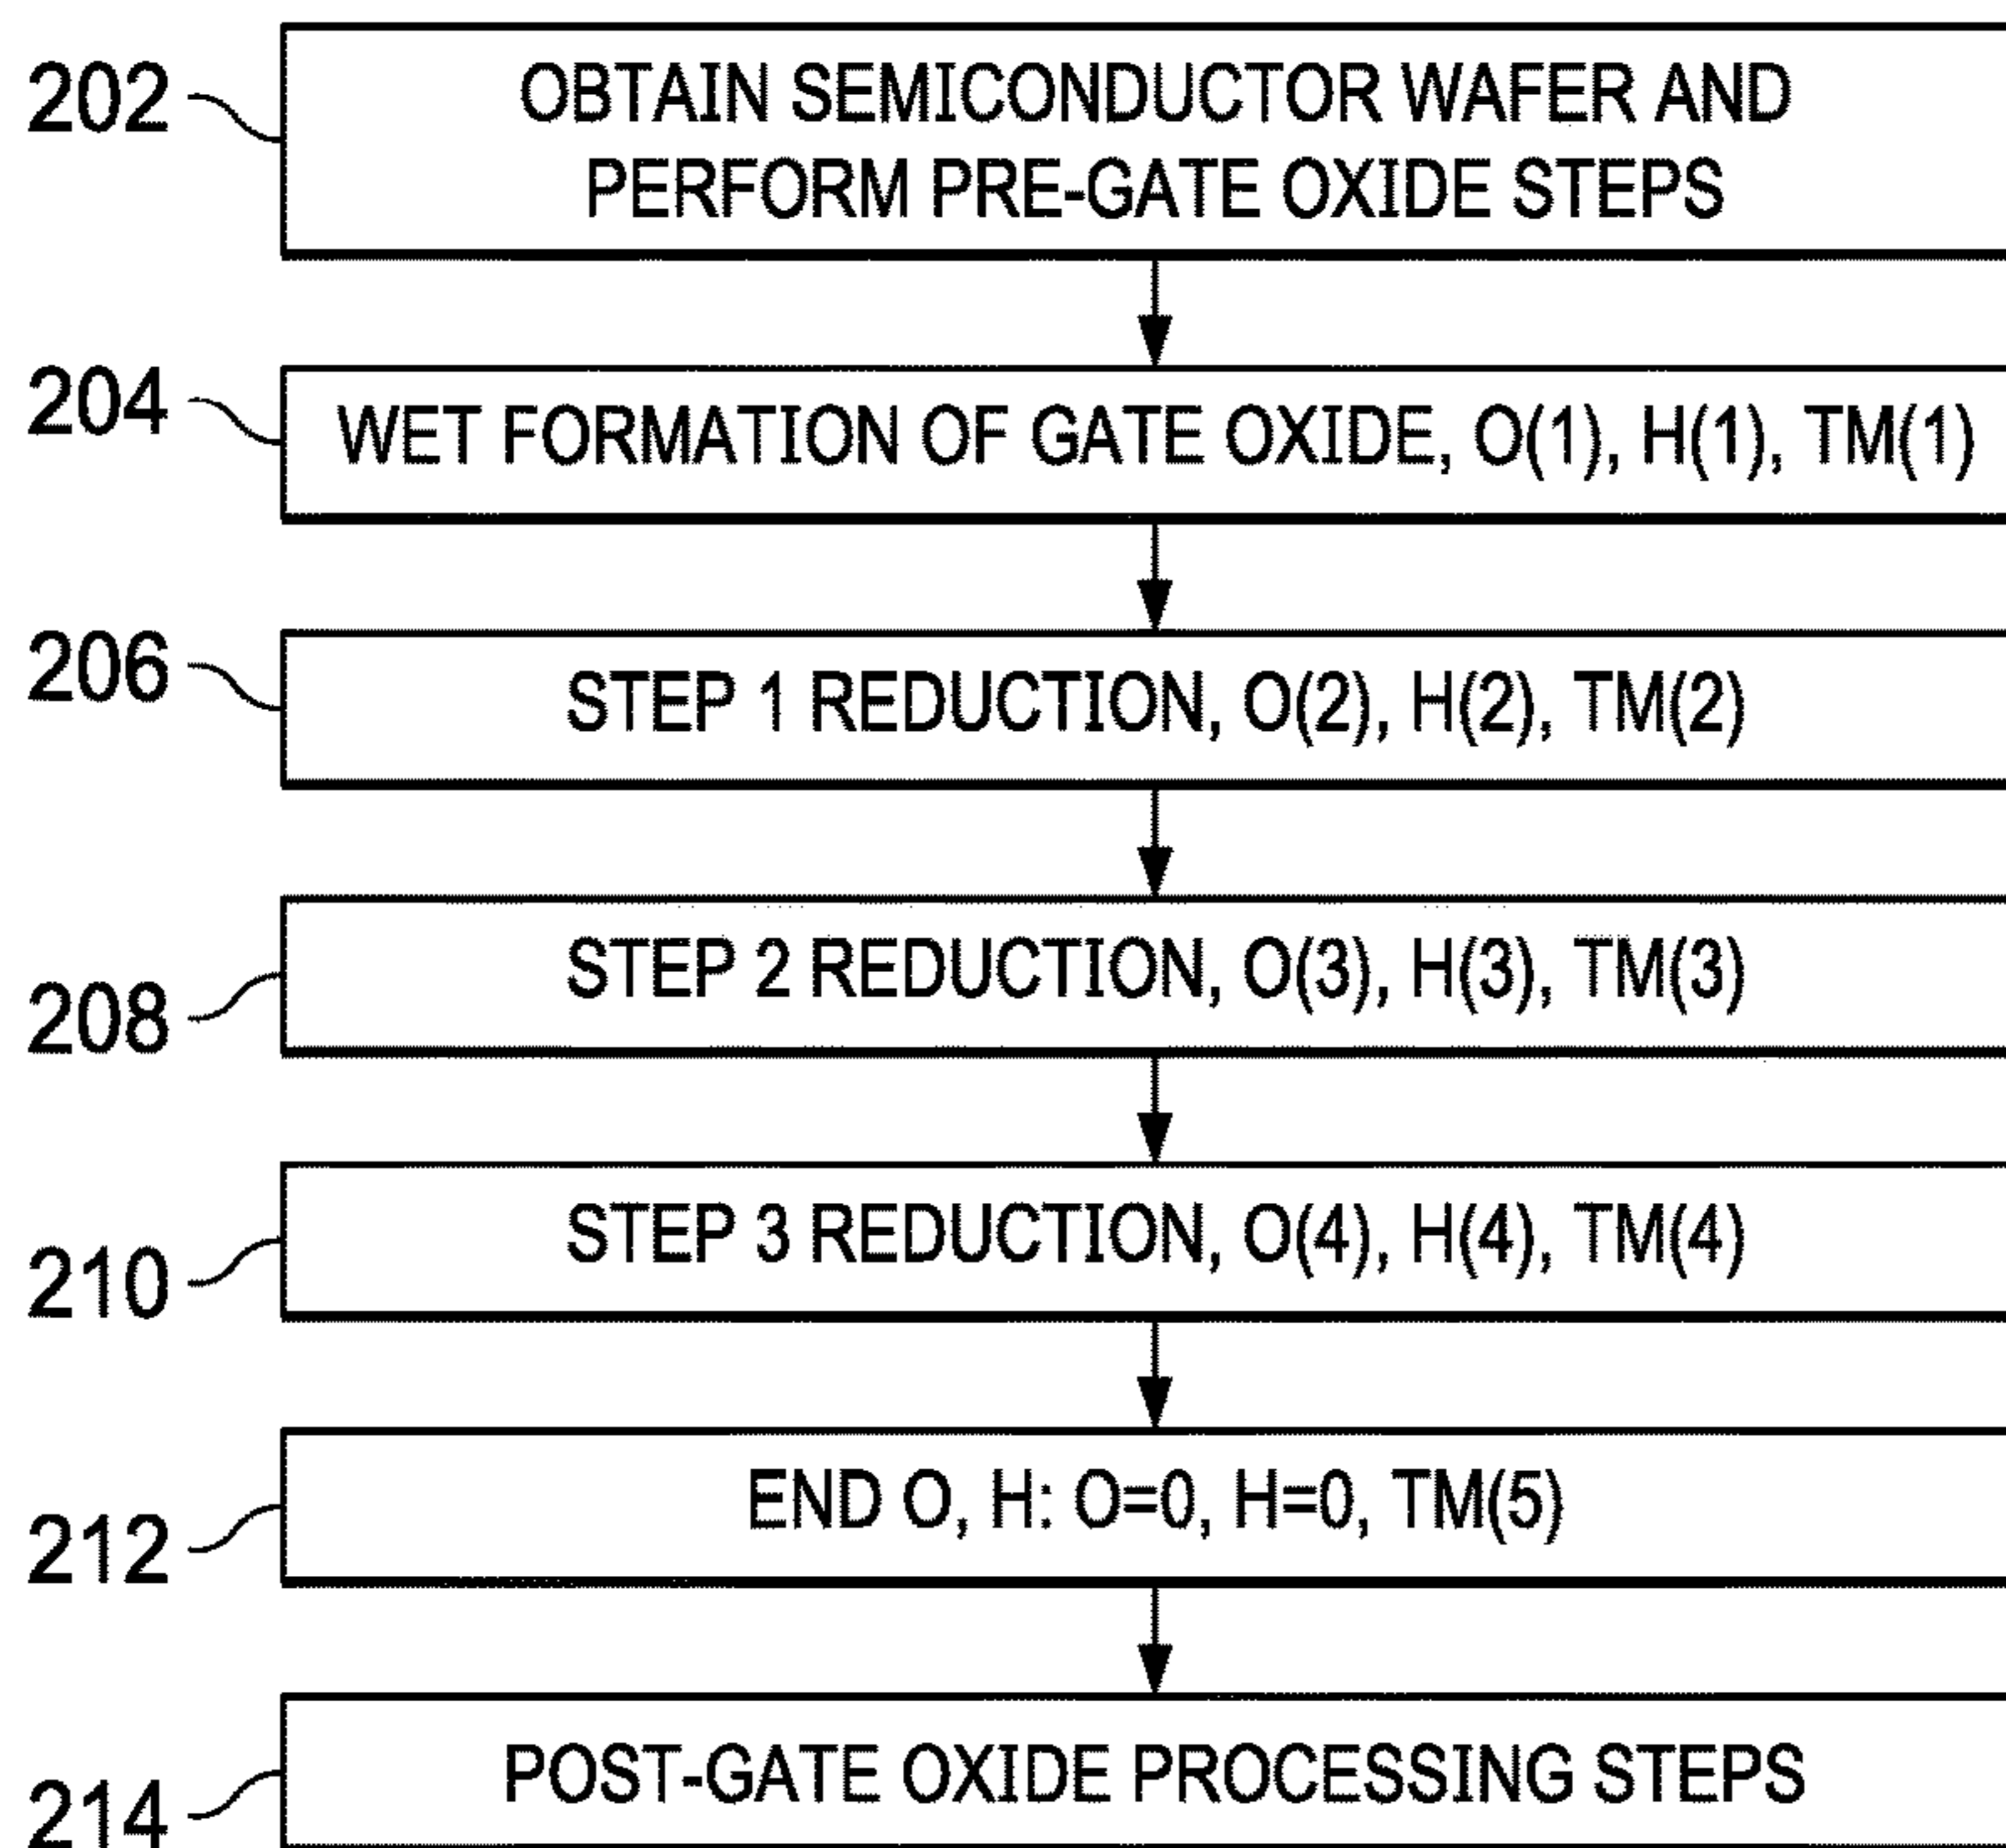 202
OBTAIN SEMICONDUCTOR WAFER AND
PERFORM PRE-GATE OXIDE STEPS
204
WET FORMATION OF GATE OXIDE, O(1), H(1), TM(1)
206
STEP 1 REDUCTION, O(2), H(2), TM(2)
208
STEP 2 REDUCTION, O(3), H(3), TM(3)
210
STEP 3 REDUCTION, O(4), H(4), TM(4)
212
END O, H: O=0, H=0, TM(5)
214
POST-GATE OXIDE PROCESSING STEPS